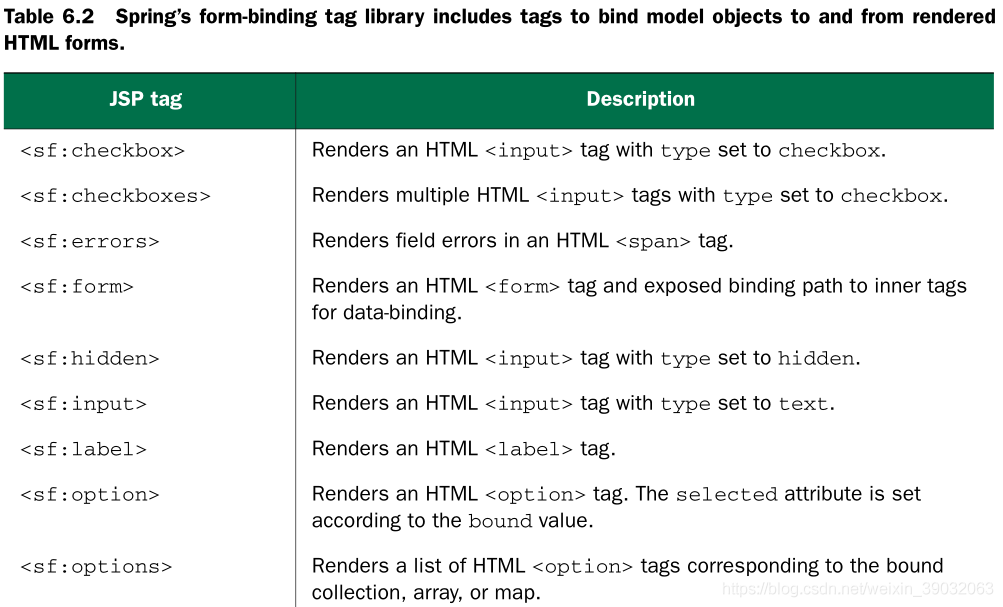 Table 6.2 Spring’s form-binding tag library includes tags to bind model objects to and from rendered
HTML forms.
JSP tag Description
<sf:checkbox> Renders an HTML <input> tag with type set to checkbox.
<sf:checkboxes> Renders multiple HTML <input> tags with type set to checkbox.
<sf:errors> Renders field errors in an HTML <span> tag.
<sf:form> Renders an HTML <form> tag and exposed binding path to inner tags
for data-binding.
<sf:hidden> Renders an HTML <input> tag with type set to hidden.
<sf:input> Renders an HTML <input> tag with type set to text.
<sf:label> Renders an HTML <label> tag.
<sf:option> Renders an HTML <option> tag. The selected attribute is set
according to the bound value.
<sf:options> Renders a list of HTML <option> tags corresponding to the bound
collection, array, or map.
https://blog.csdn.net/weixin_39032063